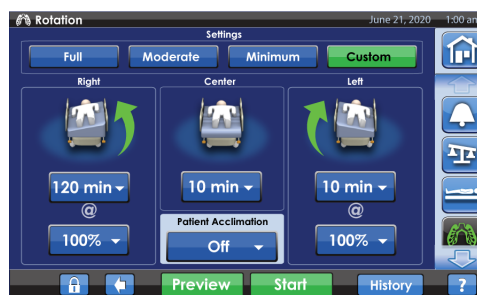 Rotation
June 21, 2020 1:00 am
Settings
Full Moderate Minimum Custom
Right Center Left
120 min 10 min 10 min
@ @
100% Patient Acclimation 100%
Off
Preview Start History ?